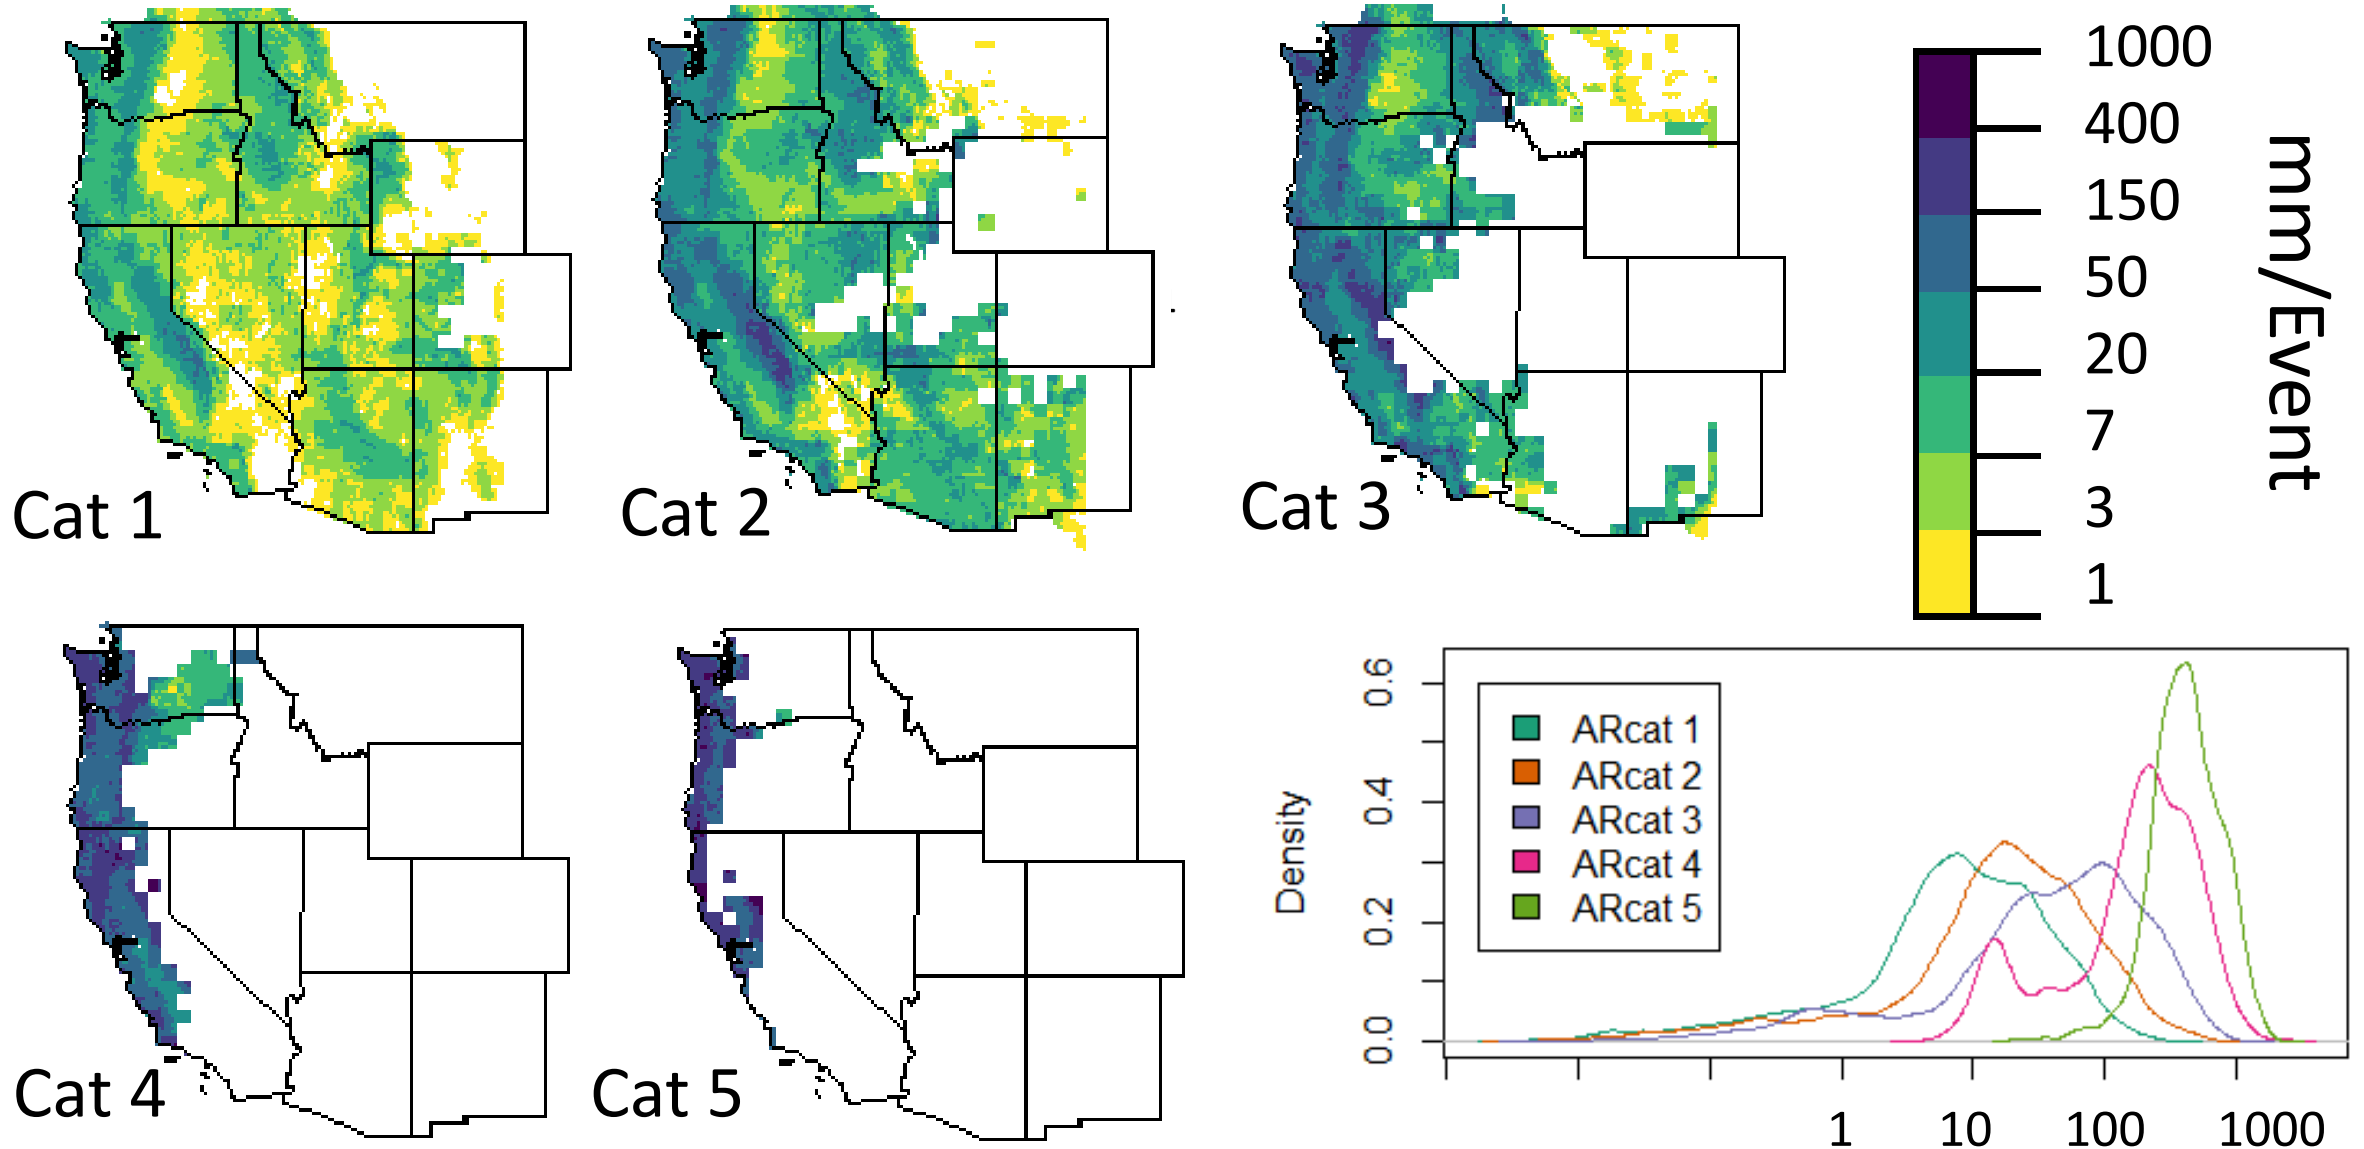 Cat 1
Cat 2
Cat 3
1000
400
150
50
20
7
3
1
mm/Event
Cat 4
Cat 5
Density
0.6
0.4
0.2
0.0
ARcat 1
ARcat 2
ARcat 3
ARcat 4
ARcat 5
1 10 100 1000